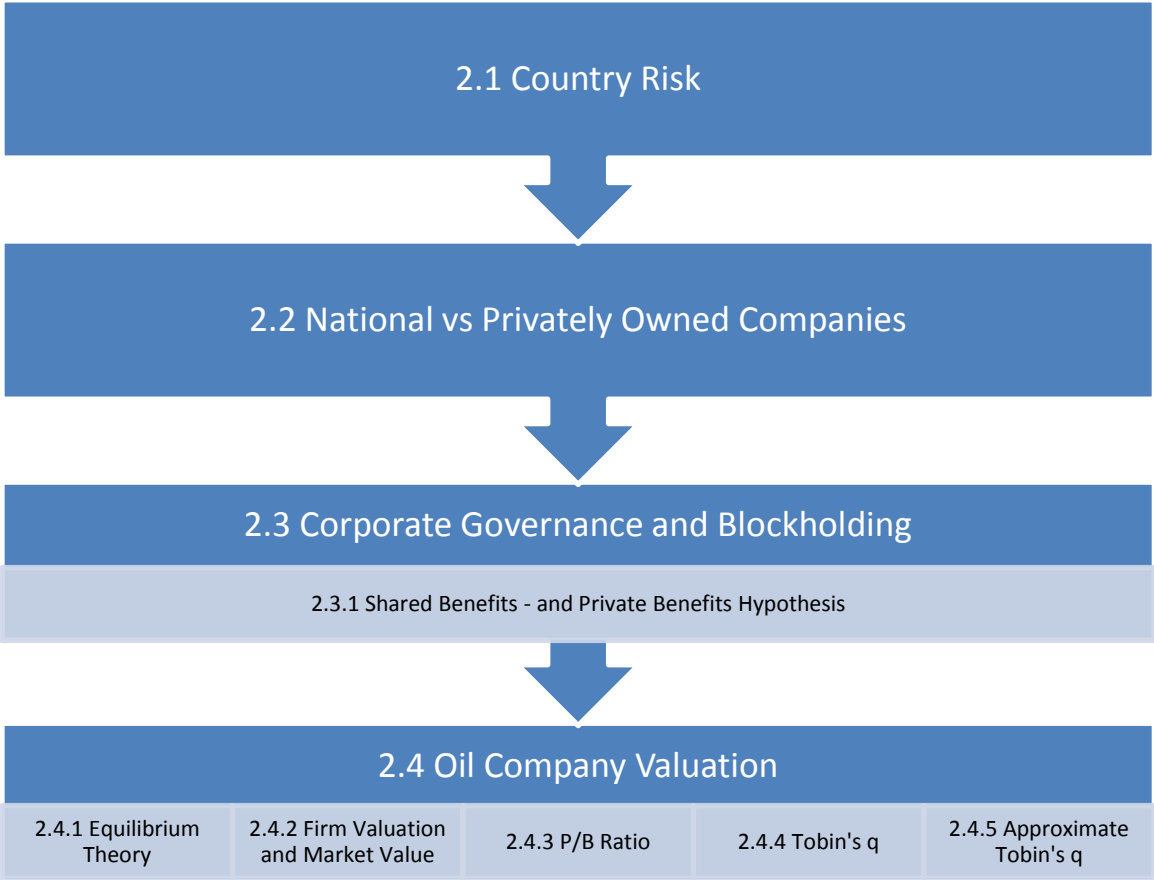 2.1 Country Risk
2.2 National vs Privately Owned Companies
2.3 Corporate Governance and Blockholding
2.3.1 Shared Benefits - and Private Benefits Hypothesis
2.4 Oil Company Valuation
2.4.1 Equilibrium
Theory
2.4.2 Firm Valuation
and Market Value
2.4.3 P/B Ratio
2.4.4 Tobin's q
2.4.5 Approximate
Tobin's q